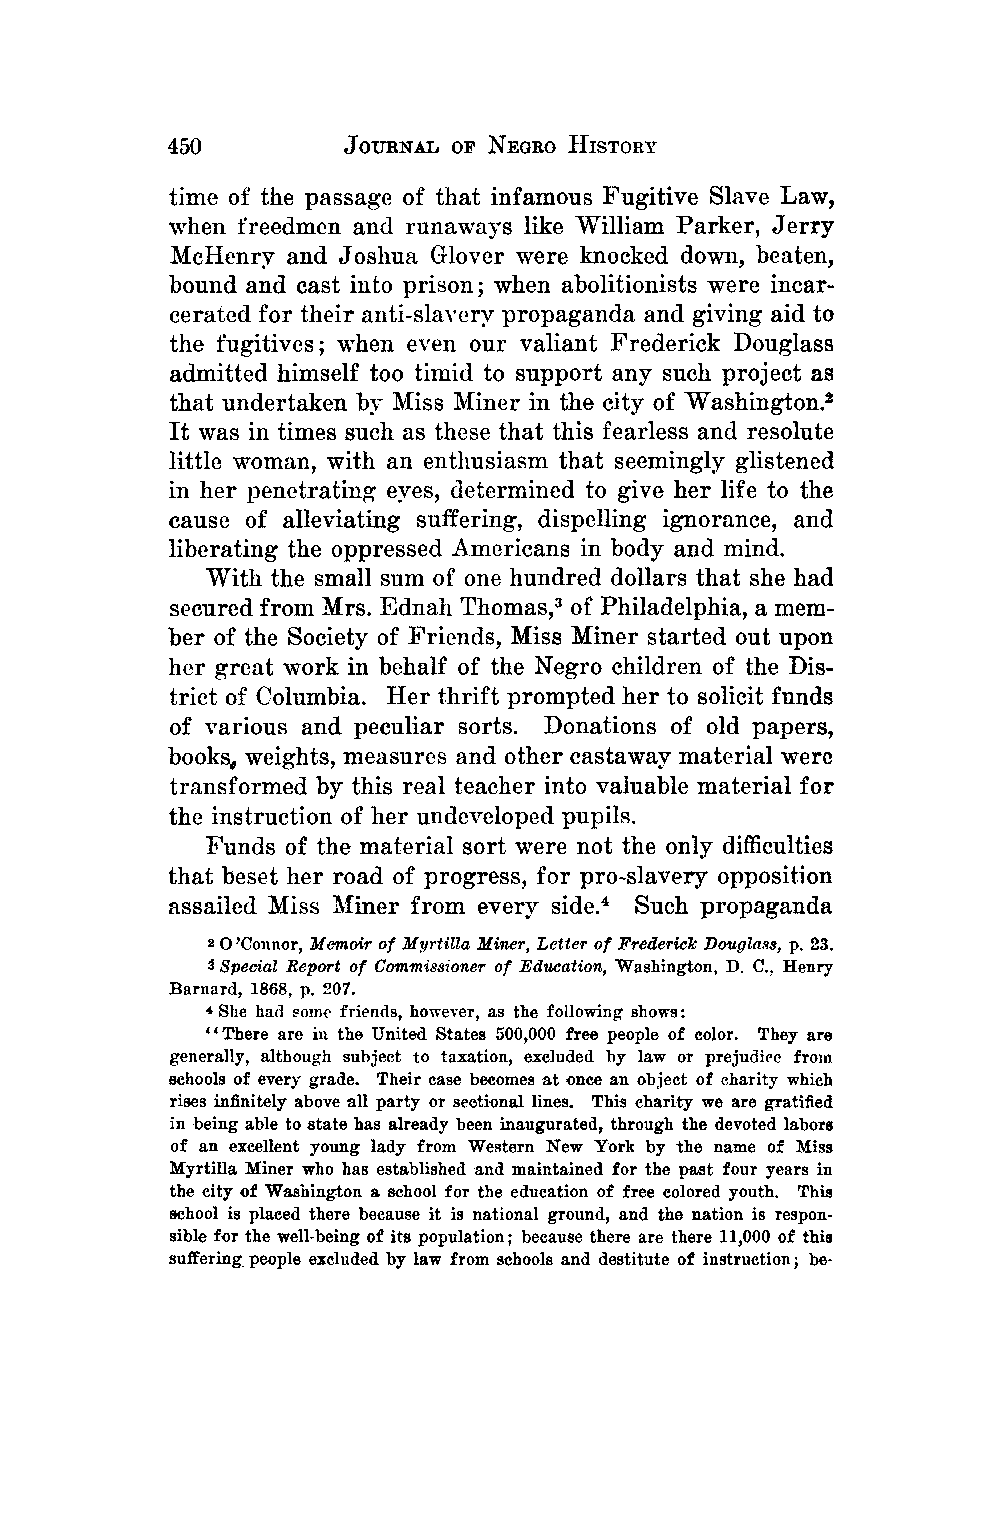 450 JOURNAL OF NEGRO HISTORY
time of the passage of that infamous Fugitive Slave Law,
when freedmen and runaways like William Parker, Jerry
McHenry and Joshua Glover were knocked down, beaten,
bound and cast into prison; when abolitionists were incar-
cerated for their anti-slavery propaganda and giving aid to
the fugitives; when even our valiant Frederick Douglass
admitted himself too timid to support any such project as
that undertaken by Miss Miner in the city of Washington.²
It was in times such as these that this fearless and resolute
little woman, with an enthusiasm that seemingly glistened
in her penetrating eyes, determined to give her life to the
cause of alleviating suffering, dispelling ignorance, and
liberating the oppressed Americans in body and mind.
With the small sum of one hundred dollars that she had
secured from Mrs. Ednah Thomas,³ of Philadelphia, a mem-
ber of the Society of Friends, Miss Miner started out upon
her great work in behalf of the Negro children of the Dis-
trict of Columbia. Her thrift prompted her to solicit funds
of various and peculiar sorts. Donations of old papers,
books, weights, measures and other castaway material were
transformed by this real teacher into valuable material for
the instruction of her undeveloped pupils.
Funds of the material sort were not the only difficulties
that beset her road of progress, for pro-slavery opposition
assailed Miss Miner from every side.⁴ Such propaganda
² O'Connor, Memoir of Myrtilla Miner, Letter of Frederick Douglass, p. 23.
³ Special Report of Commissioner of Education, Washington, D. C., Henry
Barnard, 1868, p. 207.
⁴ She had some friends, however, as the following shows:
"There are in the United States 500,000 free people of color. They are
generally, although subject to taxation, excluded by law or prejudice from
schools of every grade. Their case becomes at once an object of charity which
rises infinitely above all party or sectional lines. This charity we are gratified
in being able to state has already been inaugurated, through the devoted labors
of an excellent young lady from Western New York by the name of Miss
Myrtilla Miner who has established and maintained for the past four years in
the city of Washington a school for the education of free colored youth. This
school is placed there because it is national ground, and the nation is respon-
sible for the well-being of its population; because there are there 11,000 of this
suffering people excluded by law from schools and destitute of instruction; be-